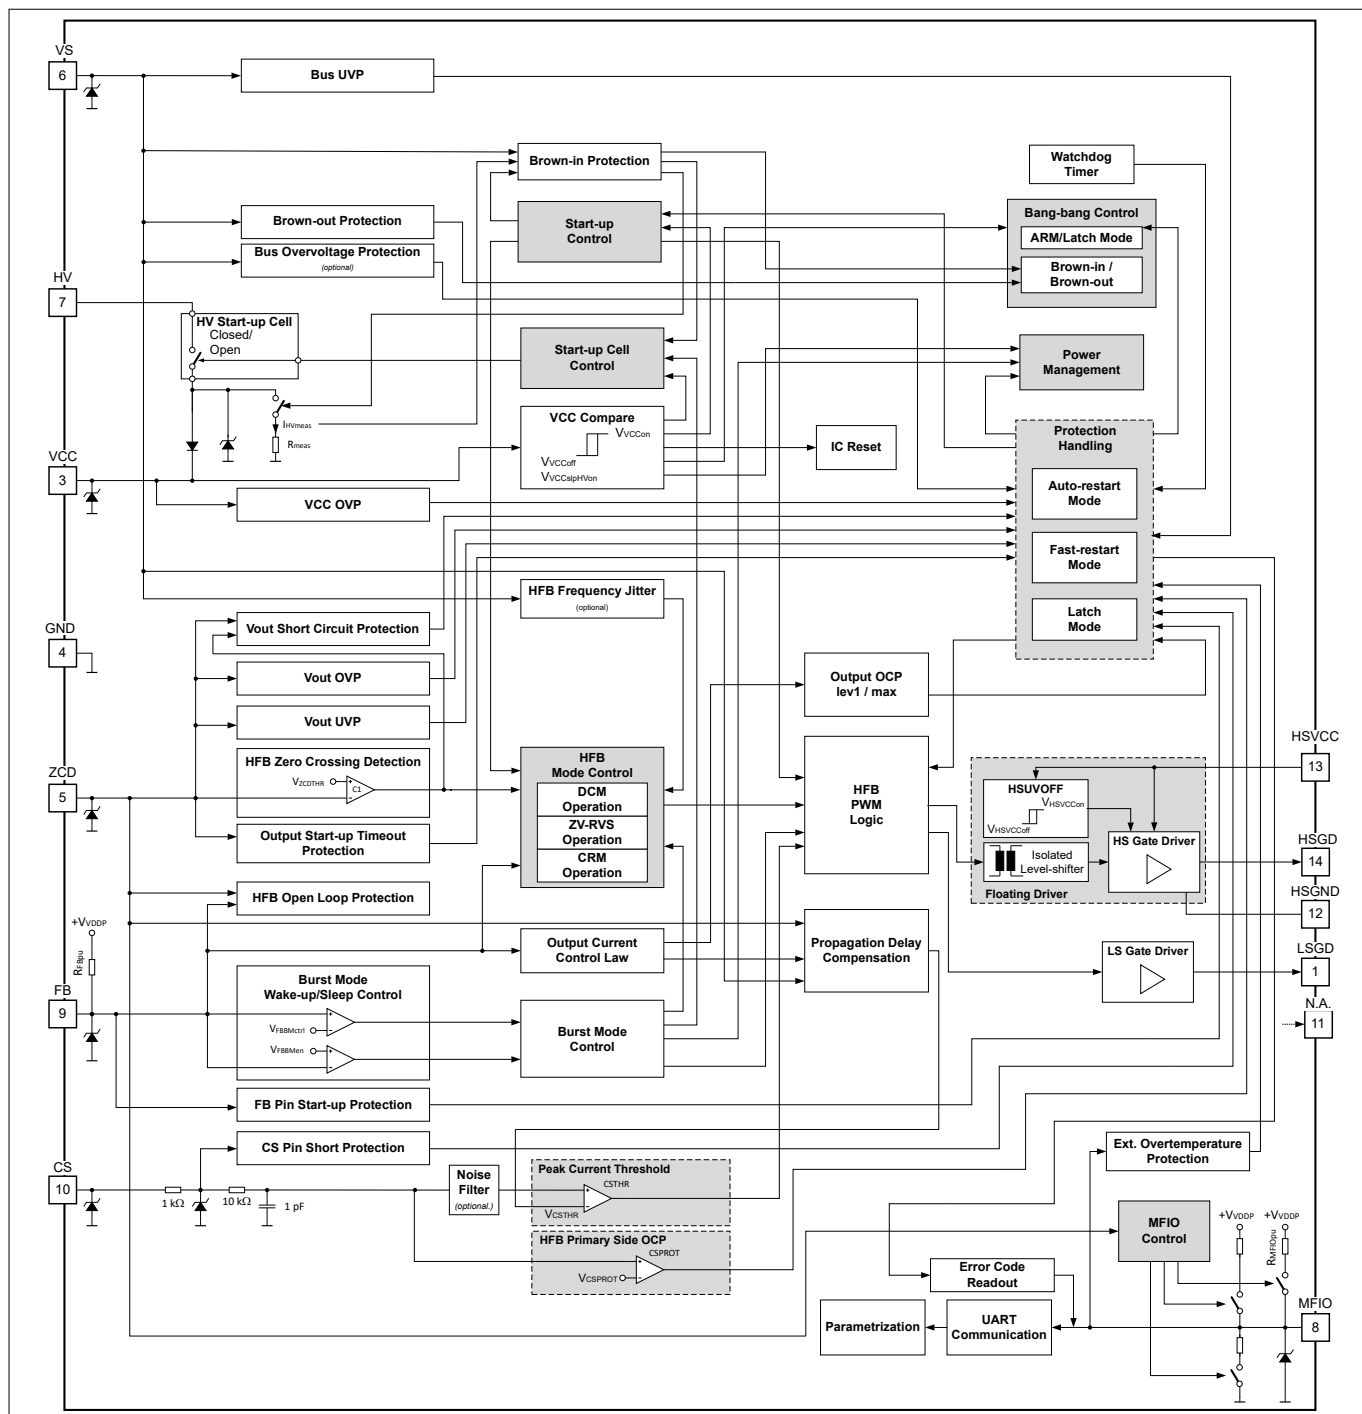 VS
6
Bus UVP
Brown-in Protection
Watchdog
Timer
Start-up
Control
Bang-bang Control
ARM/Latch Mode
Brown-in /
Brown-out
Brown-out Protection
Bus Overvoltage Protection
(optional)
HV
7
HV Start-up Cell
Closed/
Open
Start-up Cell
Control
Power
Management
IHVmeas
Rmeas
VCC Compare
VVCCon
VVCCoff
VVCCslpHVon
IC Reset
Protection
Handling
Auto-restart
Mode
Fast-restart
Mode
Latch
Mode
VCC
3
VCC OVP
HFB Frequency Jitter
(optional)
GND
4
Vout Short Circuit Protection
Vout OVP
Vout UVP
Output OCP
lev1 / max
HFB Zero Crossing Detection
VZCDTHR
+
−
C1
ZCD
5
Output Start-up Timeout
Protection
HFB
Mode Control
DCM
Operation
ZV-RVS
Operation
CRM
Operation
HFB
PWM
Logic
HSVCC
13
HSUVOFF
VHSVCCon
VHSVCCoff
Isolated
Level-shifter
HS Gate Driver
Floating Driver
HSGD
14
HSGND
12
HFB Open Loop Protection
+VVDDP
RFBpu
Output Current
Control Law
Propagation Delay
Compensation
LS Gate Driver
LSGD
1
FB
9
Burst Mode
Wake-up/Sleep Control
VFBBMctrl
+
−
VFBBMen
+
−
Burst Mode
Control
N.A.
11
FB Pin Start-up Protection
CS Pin Short Protection
CS
10
1 kΩ
10 kΩ
1 pF
Noise
Filter
(optional.)
Peak Current Threshold
CSTHR
+
−
VCSTHR
HFB Primary Side OCP
CSPROT
+
−
VCSPROT
Ext. Overtemperature
Protection
MFIO
Control
+VVDDP
+VVDDP
RMFIOpu
Error Code
Readout
Parametrization
UART
Communication
MFIO
8